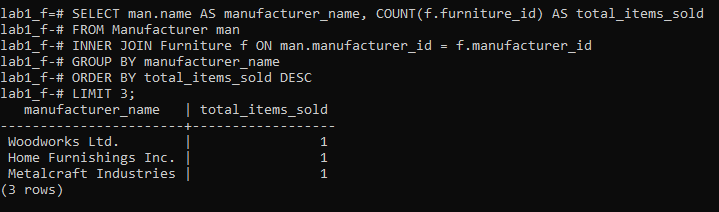 lab1_f=# SELECT man.name AS manufacturer_name, COUNT(f.furniture_id) AS total_items_sold
lab1_f-# FROM Manufacturer man
lab1_f-# INNER JOIN Furniture f ON man.manufacturer_id = f.manufacturer_id
lab1_f-# GROUP BY manufacturer_name
lab1_f-# ORDER BY total_items_sold DESC
lab1_f-# LIMIT 3;
   manufacturer_name   | total_items_sold
-----------------------+------------------
 Woodworks Ltd.        |                1
 Home Furnishings Inc. |                1
 Metalcraft Industries |                1
(3 rows)